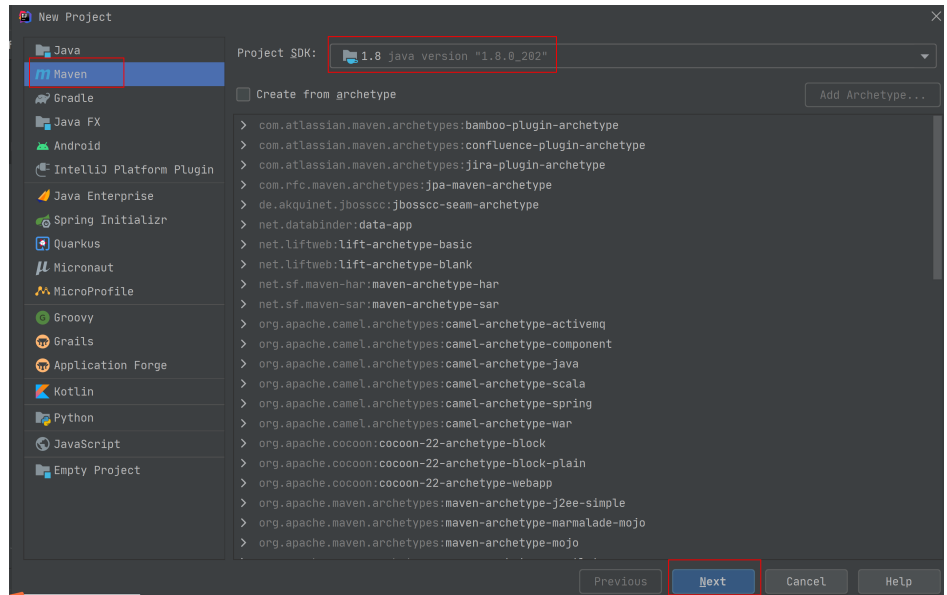 New Project
Java
Maven
Gradle
Java FX
Android
IntelliJ Platform Plugin
Java Enterprise
Spring Initializr
Quarkus
Micronaut
MicroProfile
Groovy
Grails
Application Forge
Kotlin
Python
JavaScript
Empty Project
Project SDK: 1.8 java version "1.8.0_202"
Create from archetype
Add Archetype...
com.atlassian.maven.archetypes:bamboo-plugin-archetype
com.atlassian.maven.archetypes:confluence-plugin-archetype
com.atlassian.maven.archetypes:jira-plugin-archetype
com.rfc.maven.archetypes:jpa-maven-archetype
de.akquinet.jbosscc:jbosscc-seam-archetype
net.databinder:data-app
net.liftweb:lift-archetype-basic
net.liftweb:lift-archetype-blank
net.sf.maven-har:maven-archetype-har
net.sf.maven-sar:maven-archetype-sar
org.apache.camel.archetypes:camel-archetype-activemq
org.apache.camel.archetypes:camel-archetype-component
org.apache.camel.archetypes:camel-archetype-java
org.apache.camel.archetypes:camel-archetype-scala
org.apache.camel.archetypes:camel-archetype-spring
org.apache.camel.archetypes:camel-archetype-war
org.apache.cocoon:cocoon-22-archetype-block
org.apache.cocoon:cocoon-22-archetype-block-plain
org.apache.cocoon:cocoon-22-archetype-webapp
org.apache.maven.archetypes:maven-archetype-j2ee-simple
org.apache.maven.archetypes:maven-archetype-marmalade-mojo
org.apache.maven.archetypes:maven-archetype-mojo
Previous
Next
Cancel
Help